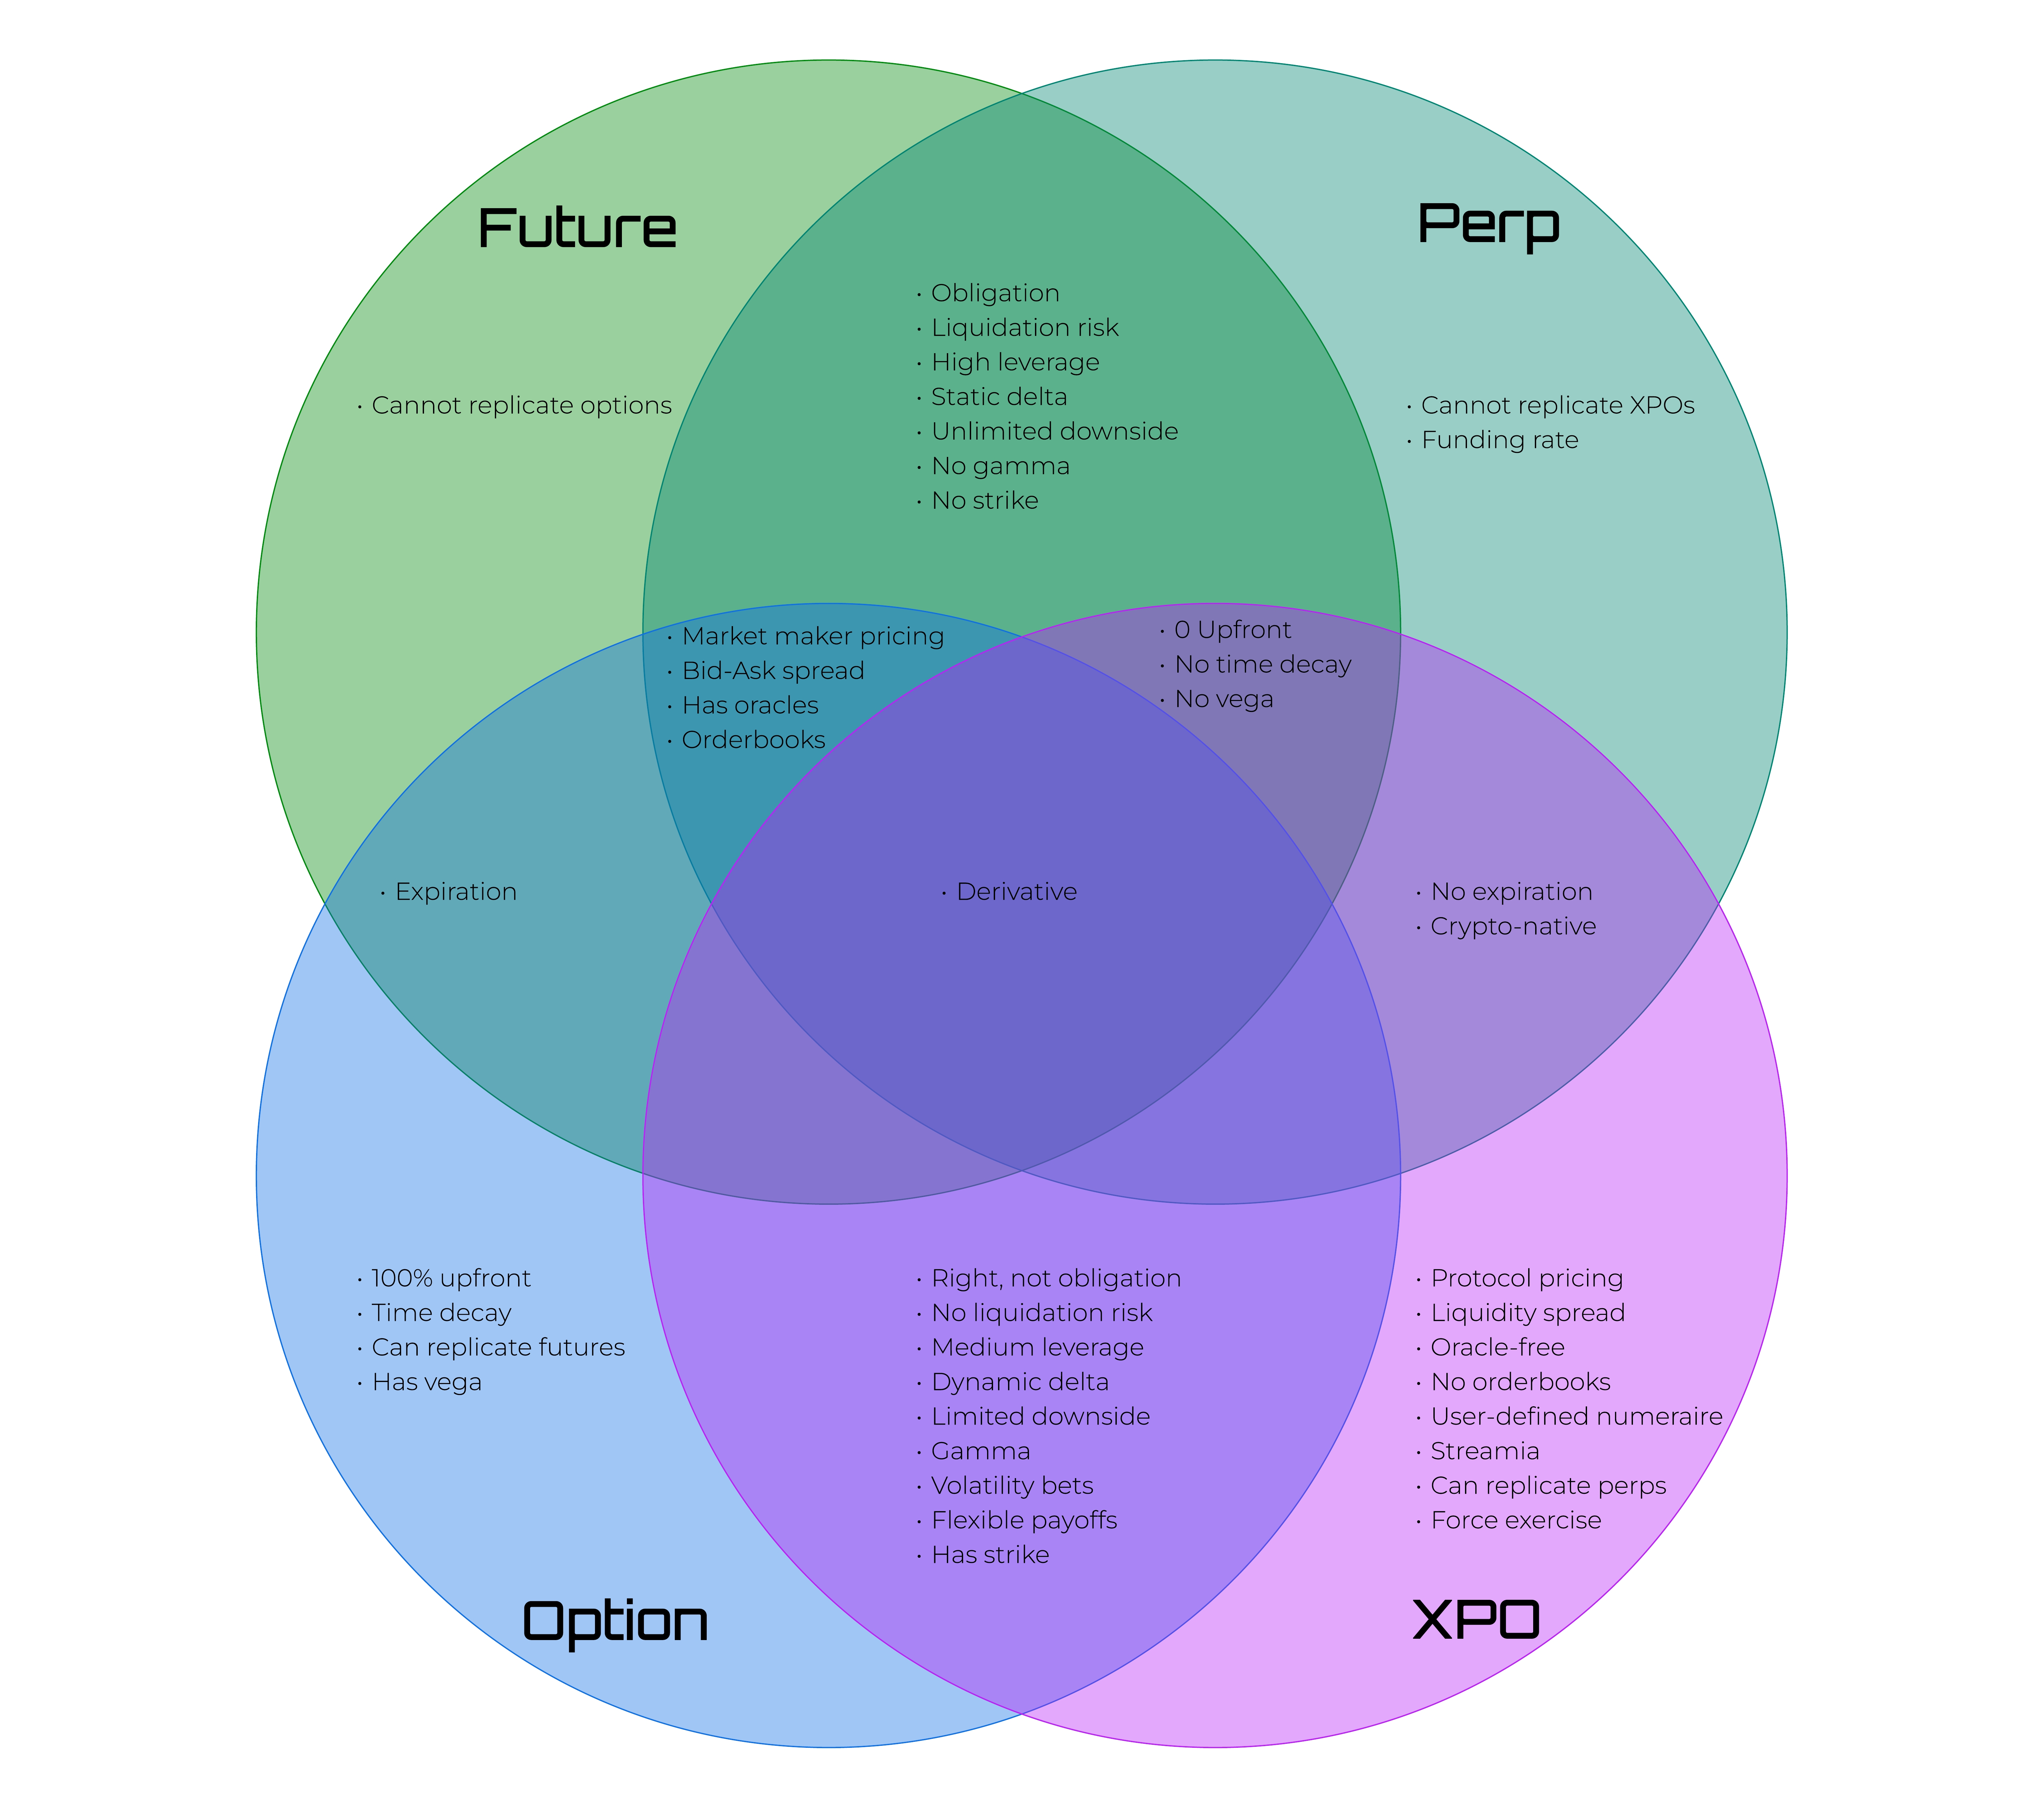 Future
Perp
· Obligation
· Liquidation risk
· High leverage
· Static delta
· Unlimited downside
· No gamma
· No strike
· Cannot replicate options
· Cannot replicate XPOs
· Funding rate
· Market maker pricing
· Bid-Ask spread
· Has oracles
· Orderbooks
· 0 Upfront
· No time decay
· No vega
· Expiration
· Derivative
· No expiration
· Crypto-native
· 100% upfront
· Time decay
· Can replicate futures
· Has vega
· Right, not obligation
· No liquidation risk
· Medium leverage
· Dynamic delta
· Limited downside
· Gamma
· Volatility bets
· Flexible payoffs
· Has strike
· Protocol pricing
· Liquidity spread
· Oracle-free
· No orderbooks
· User-defined numeraire
· Streamia
· Can replicate perps
· Force exercise
Option
XPO